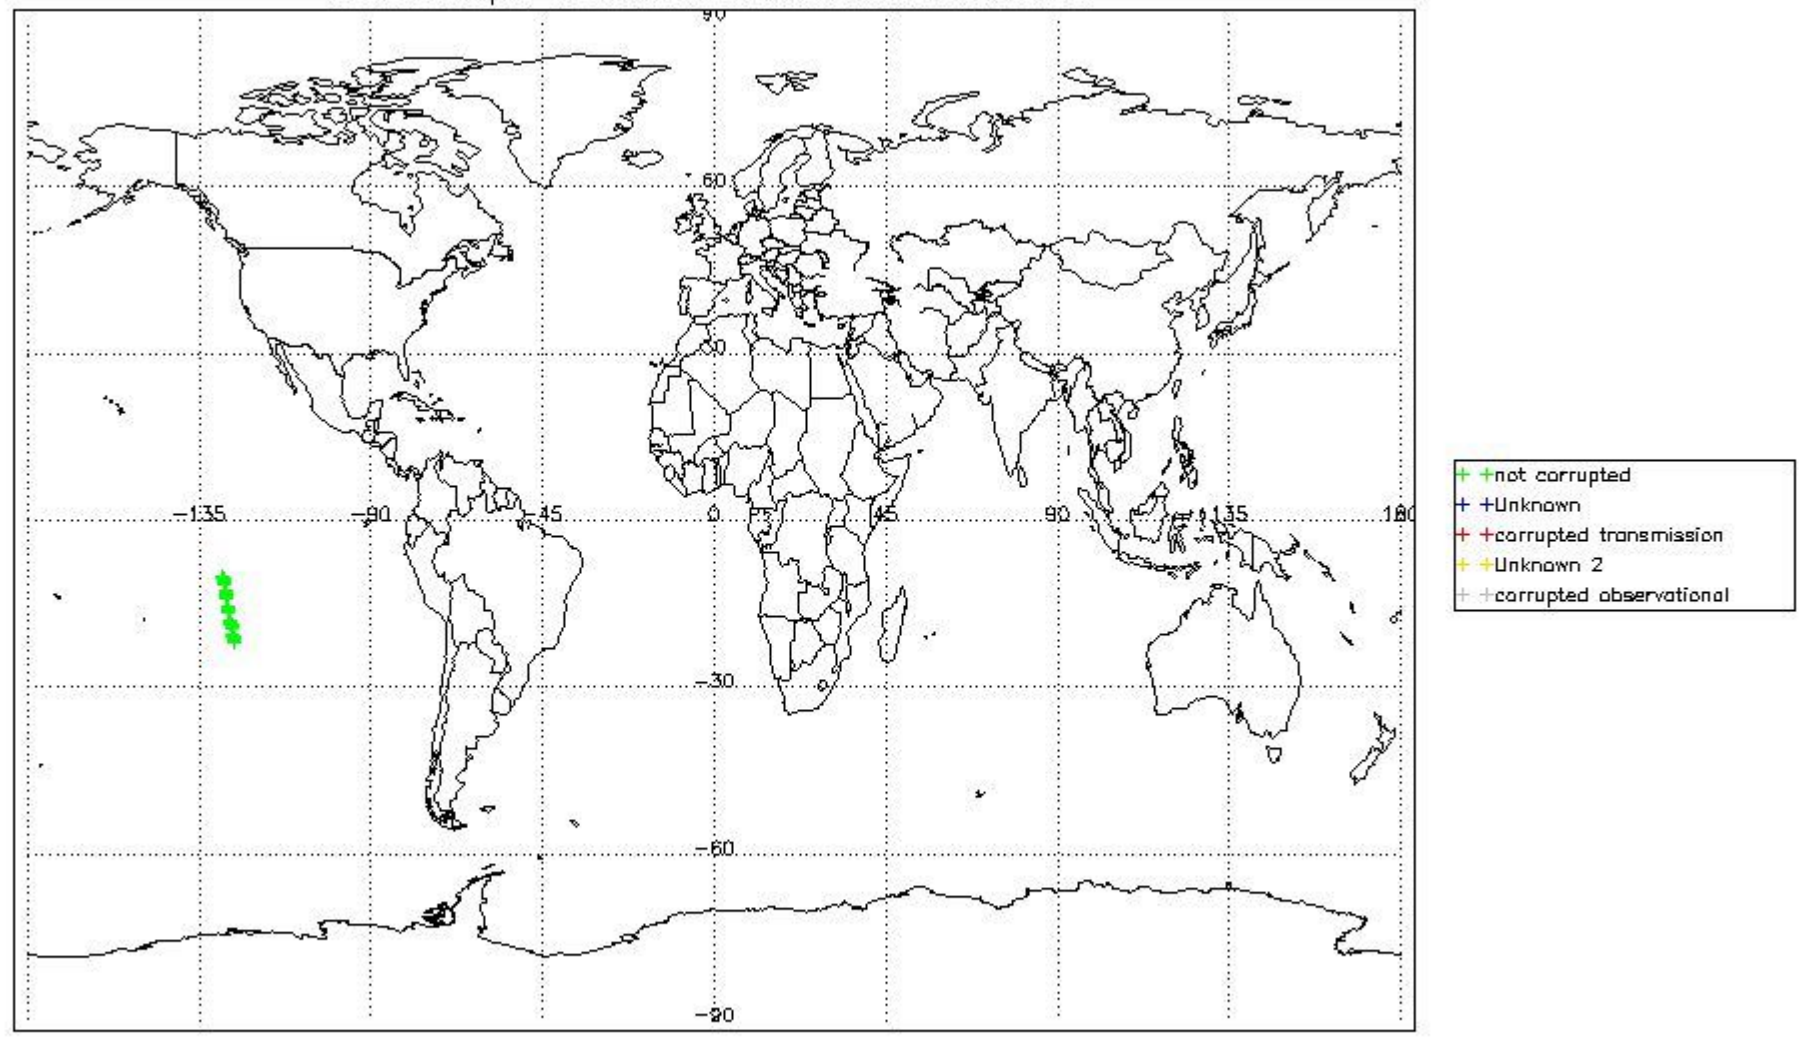 90
60
30
-135
-90
-45
0
45
90
135
180
-30
-60
-90
not corrupted
Unknown
corrupted transmission
Unknown 2
corrupted observational